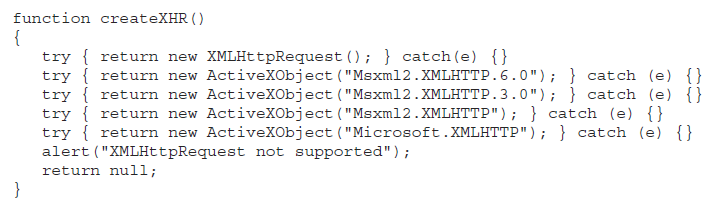 function createXHR()
{
   try { return new XMLHttpRequest(); } catch(e) {}
   try { return new ActiveXObject("Msxml2.XMLHTTP.6.0"); } catch (e) {}
   try { return new ActiveXObject("Msxml2.XMLHTTP.3.0"); } catch (e) {}
   try { return new ActiveXObject("Msxml2.XMLHTTP"); } catch (e) {}
   try { return new ActiveXObject("Microsoft.XMLHTTP"); } catch (e) {}
   alert("XMLHttpRequest not supported");
   return null;
}